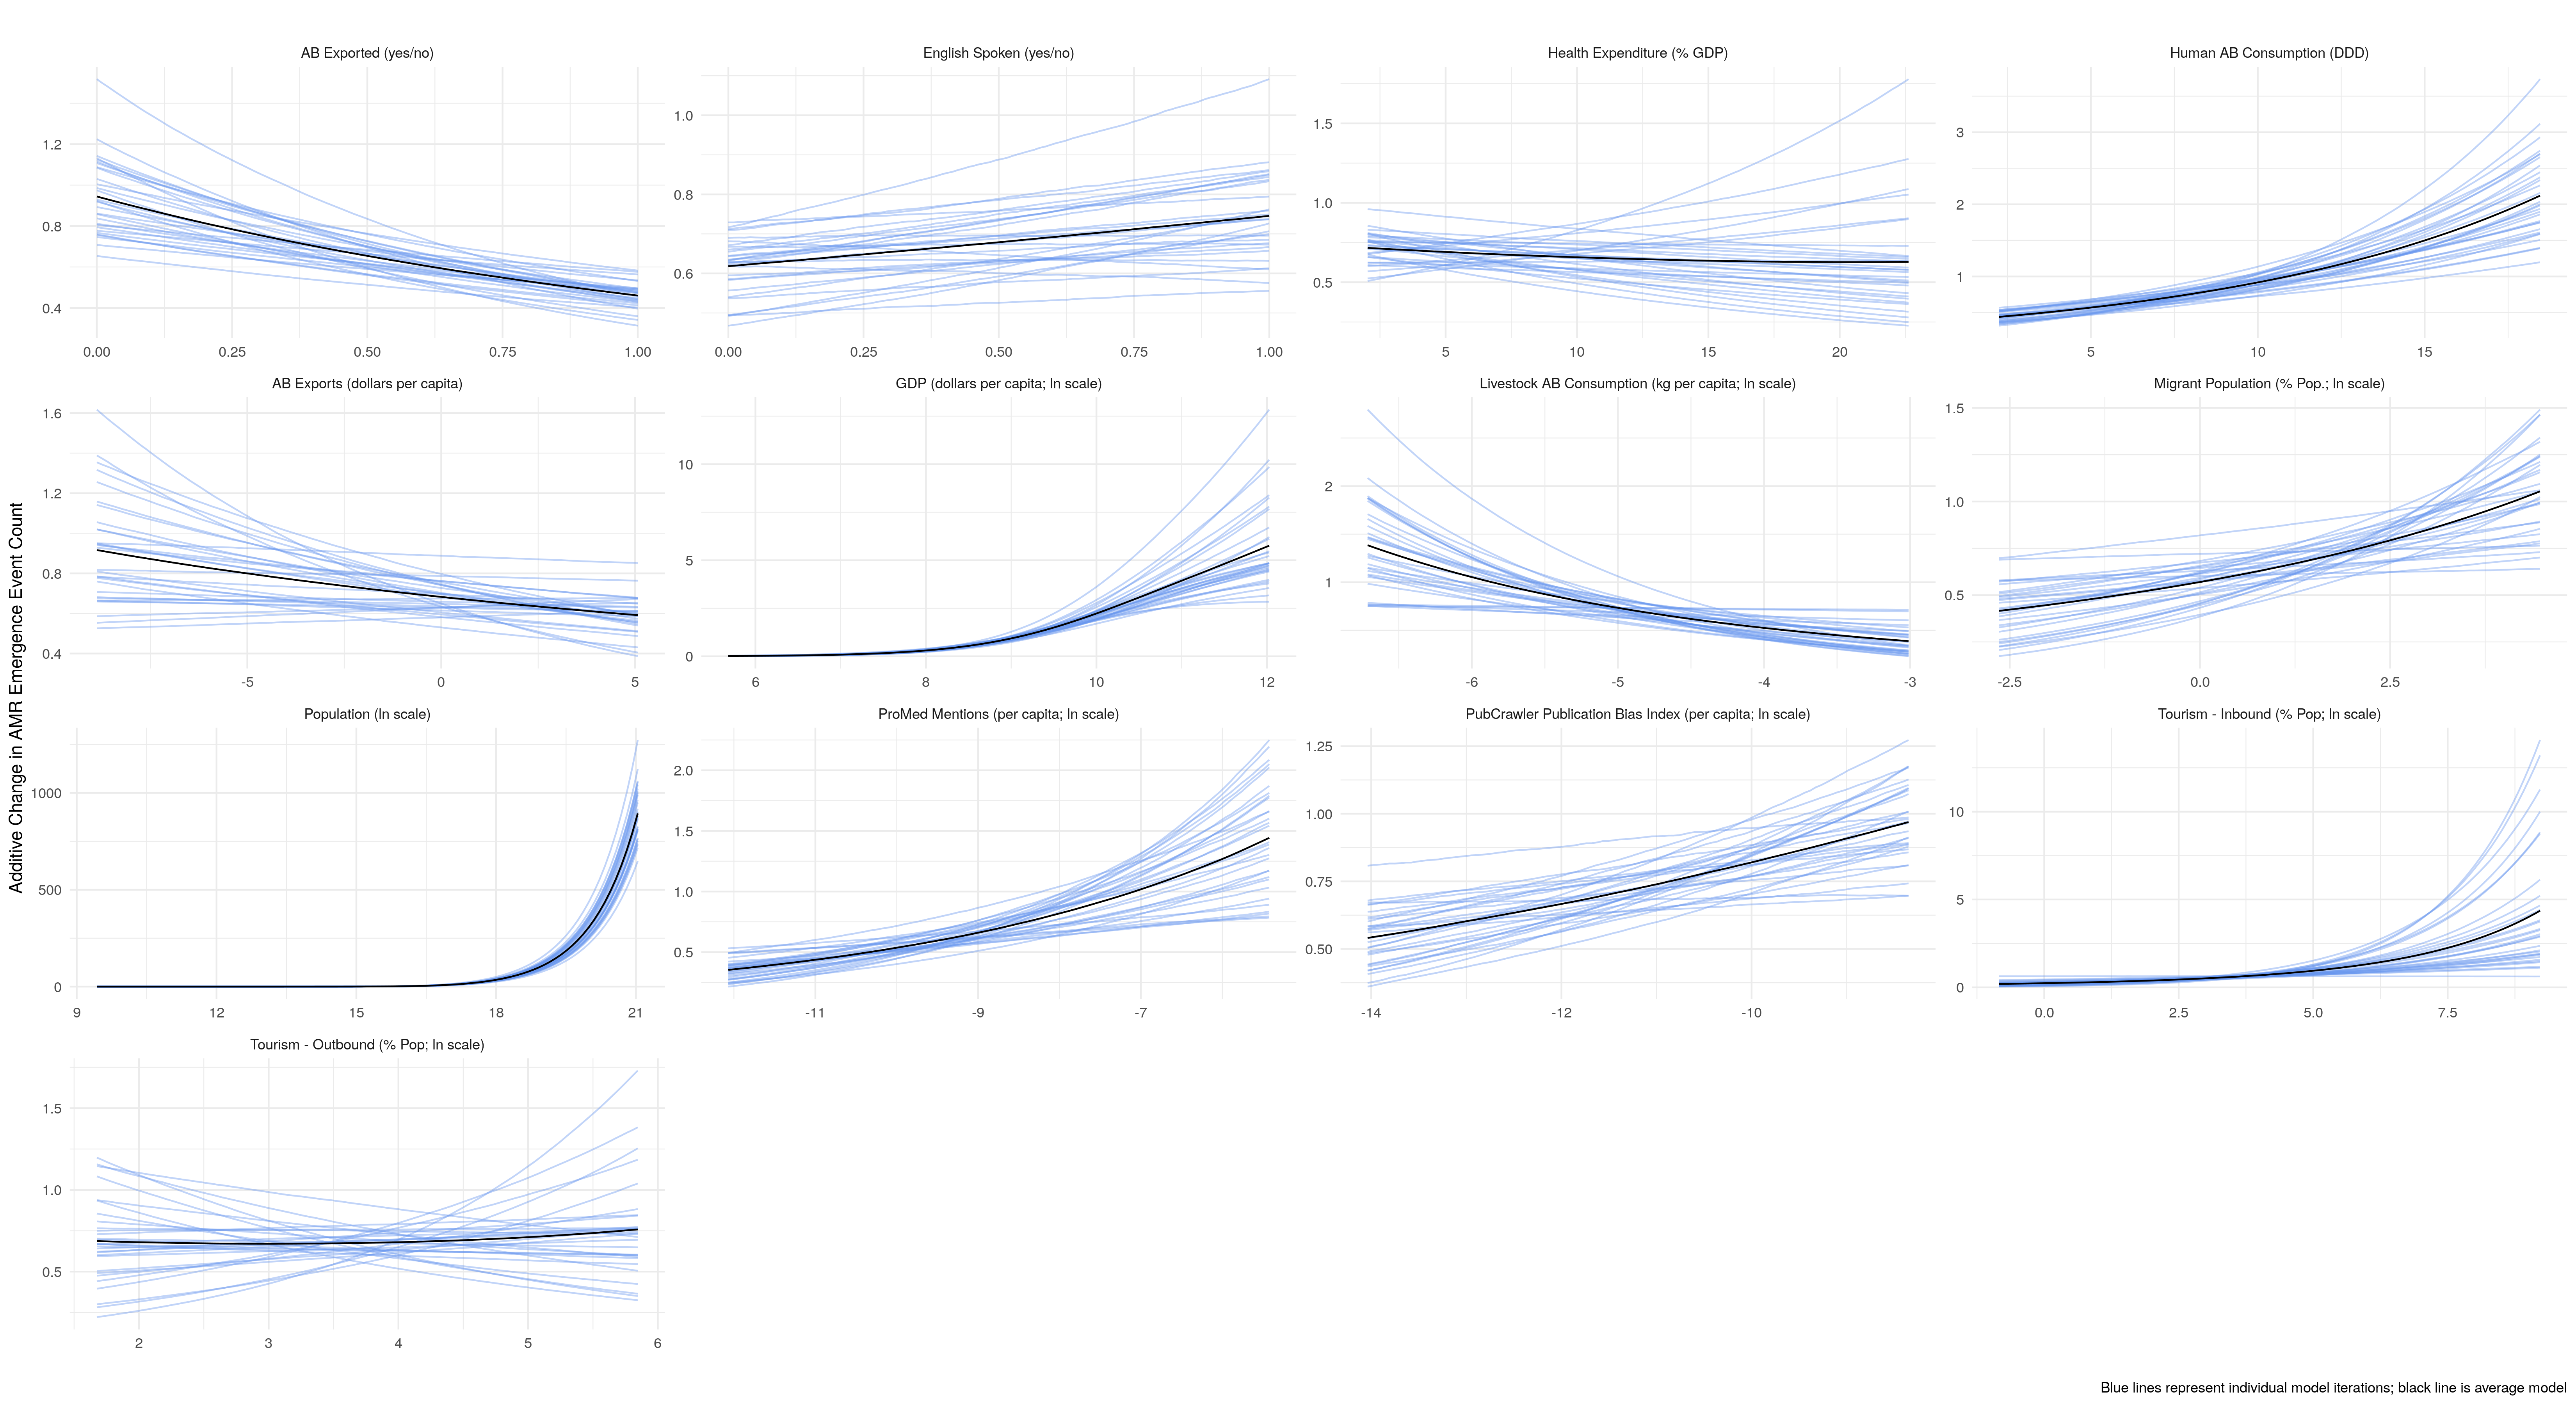 AB Exported (yes/no)
1.2
0.8
0.4
0.00 0.25 0.50 0.75 1.00
English Spoken (yes/no)
1.0
0.8
0.6
0.00 0.25 0.50 0.75 1.00
Health Expenditure (% GDP)
1.5
1.0
0.5
5 10 15 20
Human AB Consumption (DDD)
3
2
1
5 10 15
AB Exports (dollars per capita)
1.6
1.2
0.8
0.4
-5 0 5
GDP (dollars per capita; ln scale)
10
5
0
6 8 10 12
Livestock AB Consumption (kg per capita; ln scale)
2
1
-6 -5 -4 -3
Migrant Population (% Pop.; ln scale)
1.5
1.0
0.5
-2.5 0.0 2.5
Additive Change in AMR Emergence Event Count
Population (ln scale)
1000
500
0
9 12 15 18 21
ProMed Mentions (per capita; ln scale)
2.0
1.5
1.0
0.5
-11 -9 -7
PubCrawler Publication Bias Index (per capita; ln scale)
1.25
1.00
0.75
0.50
-14 -12 -10
Tourism - Inbound (% Pop; ln scale)
10
5
0
0.0 2.5 5.0 7.5
Tourism - Outbound (% Pop; ln scale)
1.5
1.0
0.5
2 3 4 5 6
Blue lines represent individual model iterations; black line is average model